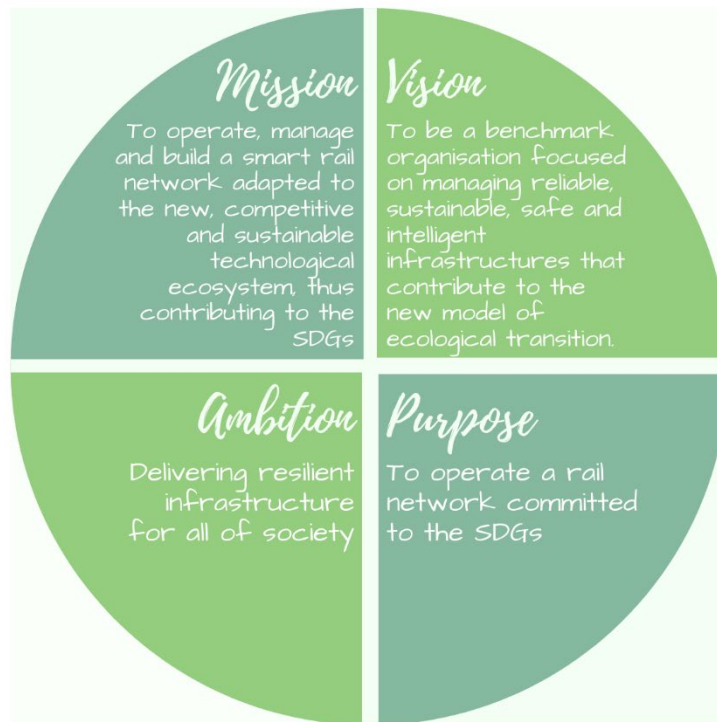 Mission
To operate, manage
and build a smart rail
network adapted to
the new, competitive
and sustainable
technological
ecosystem, thus
contributing to the
SDGs
Vision
To be a benchmark
organisation focused
on managing reliable,
sustainable, safe and
intelligent
infrastructures that
contribute to the
new model of
ecological transition.
Ambition
Delivering resilient
infrastructure
for all of society
Purpose
To operate a rail
network committed
to the SDGs